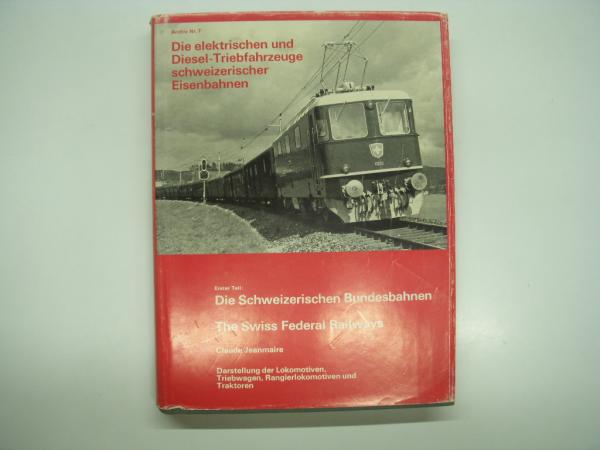 Archiv Nr. 7
Die elektrischen und
Diesel-Triebfahrzeuge
schweizerischer
Eisenbahnen
Erster Teil:
Die Schweizerischen Bundesbahnen
The Swiss Federal Railways
Claude Jeanmaire
Darstellung der Lokomotiven,
Triebwagen, Rangierlokomotiven und
Traktoren